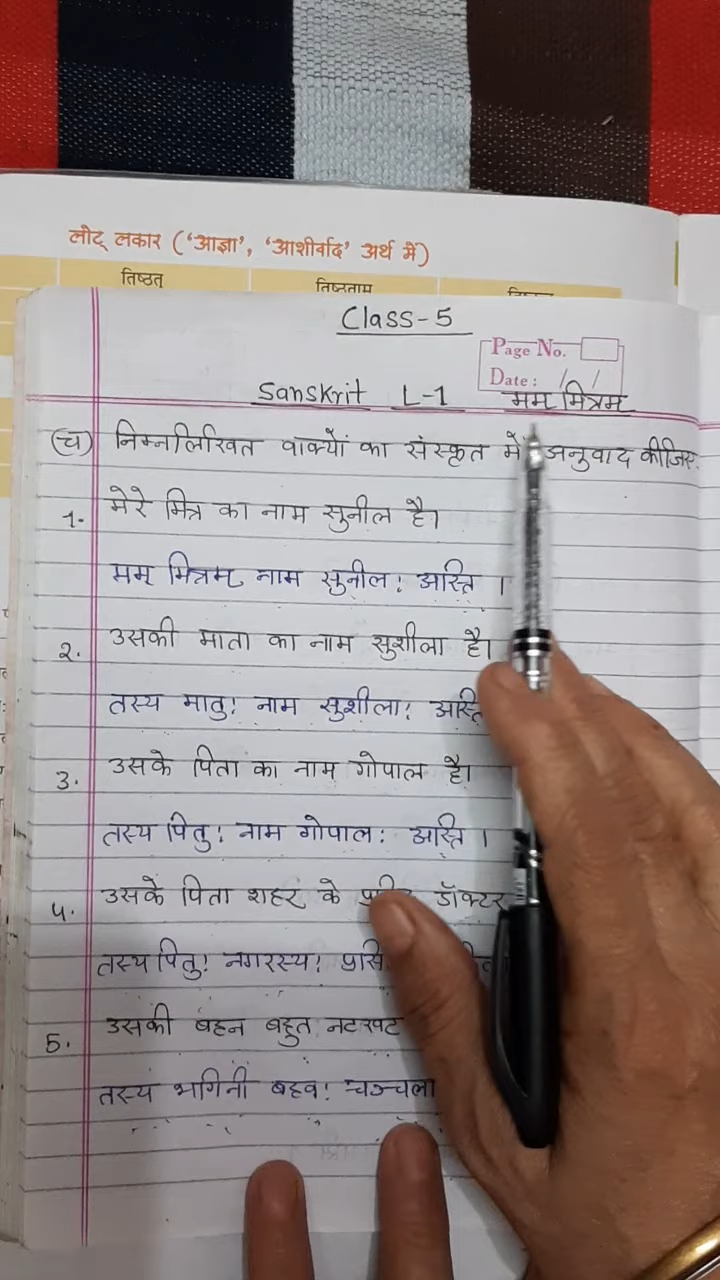 लोट् लकार ('आज्ञा', 'आशीर्वाद' अर्थ में)
तिष्ठतु
Class-5
Page No.
Date: / /
Sanskrit L-1 मम मित्रम्
(च) निम्नलिखित वाक्यों का संस्कृत में अनुवाद कीजिए
1. मेरे मित्र का नाम सुनील है।
मम् मित्रम् नाम सुनील: अस्ति ।
2. उसकी माता का नाम सुशीला है।
तस्य मातु: नाम सुशीला: अस्ति
3. उसके पिता का नाम गोपाल है।
तस्य पितु: नाम गोपाल: अस्ति ।
4. उसके पिता शहर के डॉक्टर
तस्य पितु: नगरस्य:
5. उसकी बहन बहुत नटखट
तस्य भगिनी बहव: चञ्चला